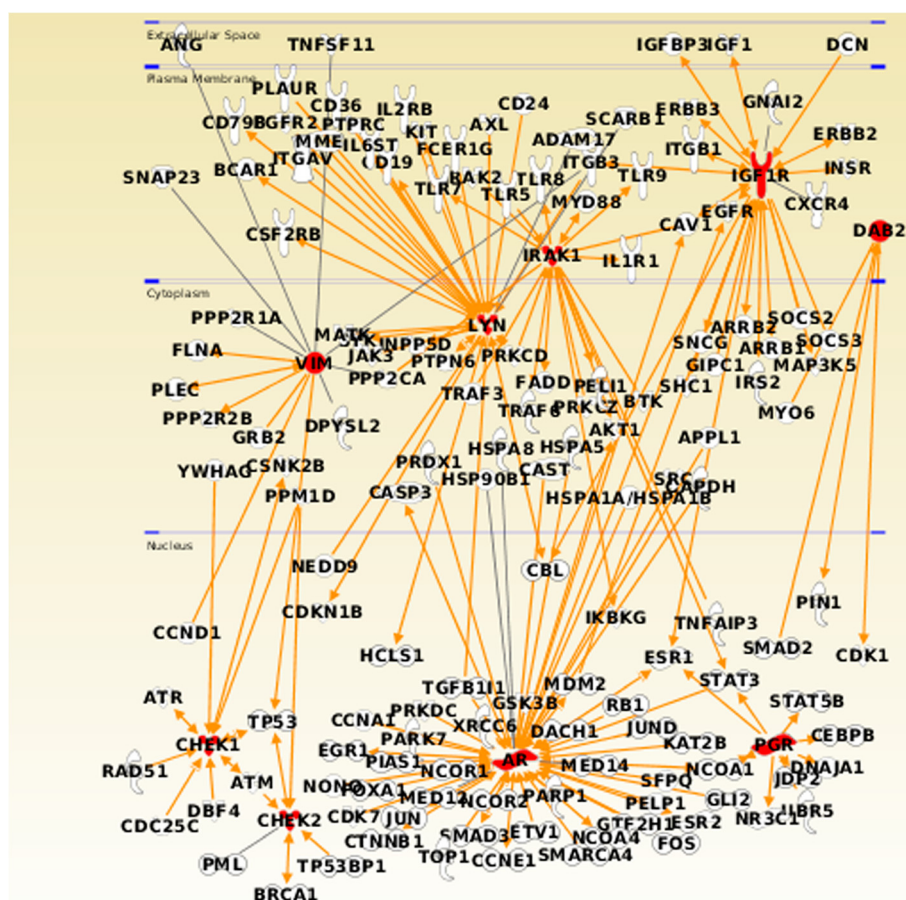 Extracellular Space
ANG
TNFSF11
IGFBP3
IGF1
DCN
Plasma Membrane
PLAUR
CD36
IL2RB
CD24
SCARB1
ERBB3
GNAI2
CD79B
EGFR2
PTPRC
KIT
AXL
ADAM17
ERBB2
MME
IL6ST
FCER1G
ITGB1
ITGAV
CD19
ITGB3
IGF1R
INSR
BCAR1
SNAP23
TLR7
PAK2
TLR5
TLR8
TLR9
MYD88
CXCR4
EGFR
CAV1
DAB2
CSF2RB
IRAK1
IL1R1
Cytoplasm
PPP2R1A
LYN
SOCS2
MATK
SYK
INPP5D
ARRB2
SNCG
ARRB1
SOCS3
FLNA
VIM
JAK3
PTPN6
PRKCD
GIPC1
MAP3K5
PPP2CA
FADD
PELI1
SHC1
IRS2
PLEC
TRAF3
TRAF6
PRKCZ
BTK
MYO6
PPP2R2B
DPYSL2
AKT1
GRB2
APPL1
HSPA8
HSPA5
YWHAG
CSNK2B
PRDX1
CAST
HSP90B1
SRC
GAPDH
PPM1D
CASP3
HSPA1A/HSPA1B
Nucleus
NEDD9
CBL
CDKN1B
IKBKG
TNFAIP3
PIN1
CCND1
HCLS1
ESR1
SMAD2
CDK1
ATR
TGFB1I1
MDM2
STAT3
STAT5B
PRKDC
GSK3B
RB1
TP53
CCNA1
XRCC6
DACH1
JUND
CHEK1
PARK7
KAT2B
PGR
CEBPB
EGR1
PIAS1
AR
MED14
RAD51
NCOR1
NCOA1
DNAJA1
ATM
NONO
FOXA1
SFPQ
JDP2
MED12
NCOR2
PARP1
GLI2
DBF4
PELP1
UBR5
CDC25C
CHEK2
CDK7
JUN
GTF2H1
ESR2
NR3C1
CTNNB1
SMAD3
ETV1
NCOA4
FOS
PML
TP53BP1
TOP1
CCNE1
SMARCA4
BRCA1